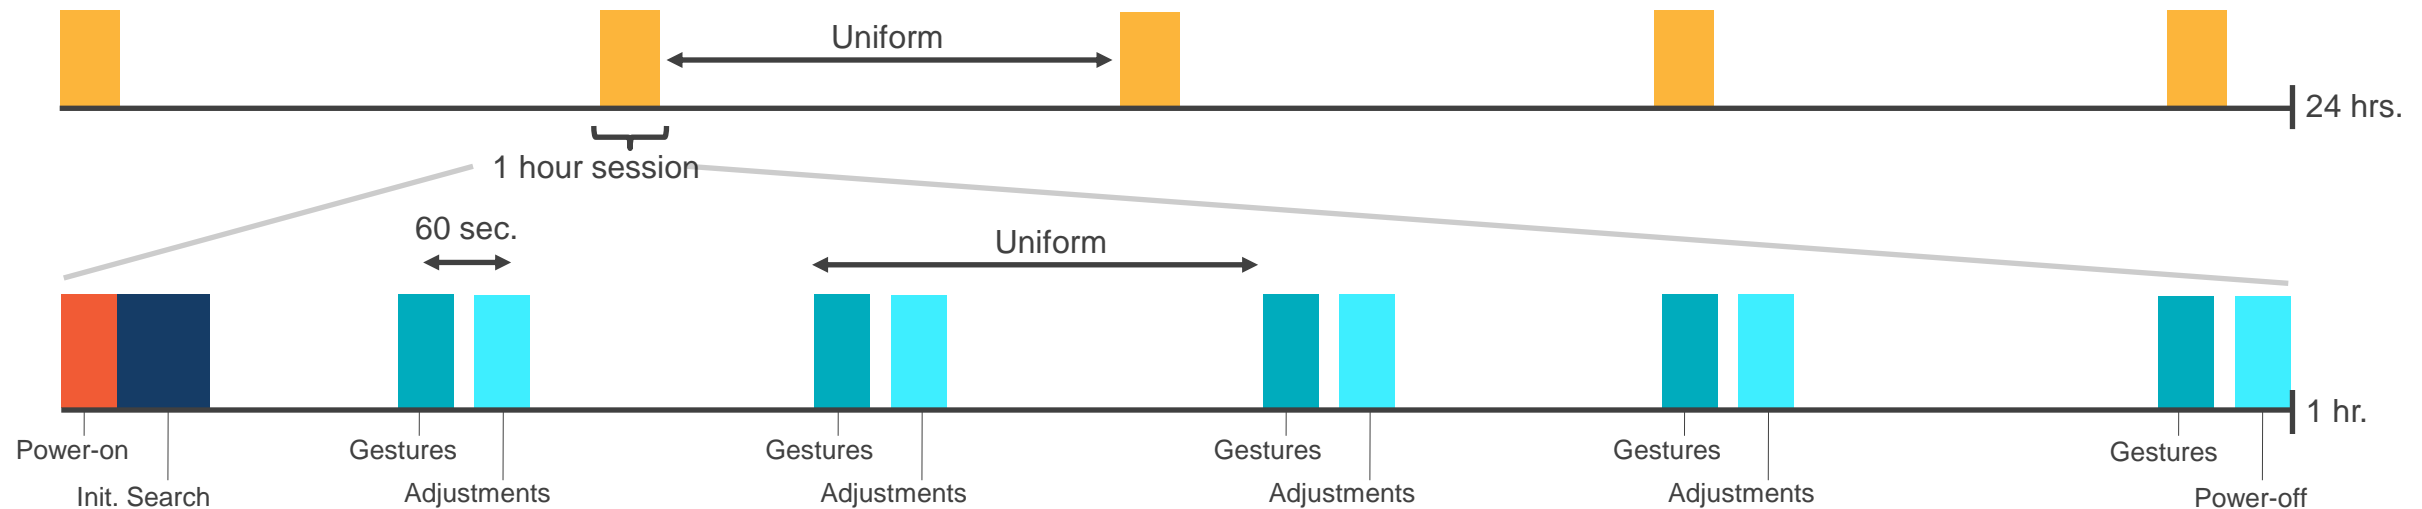 Uniform
24 hrs.
1 hour session
60 sec.
Uniform
1 hr.
Power-on
Gestures
Gestures
Gestures
Gestures
Gestures
Init. Search
Adjustments
Adjustments
Adjustments
Adjustments
Power-off